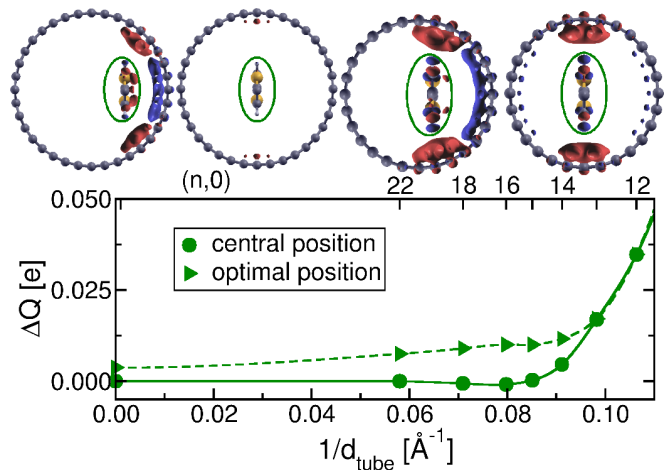 (n,0)
22 18 16 14 12
0.050
0.025
0.000
ΔQ [e]
central position
optimal position
0.00 0.02 0.04 0.06 0.08 0.10
1/d_tube [Å⁻¹]